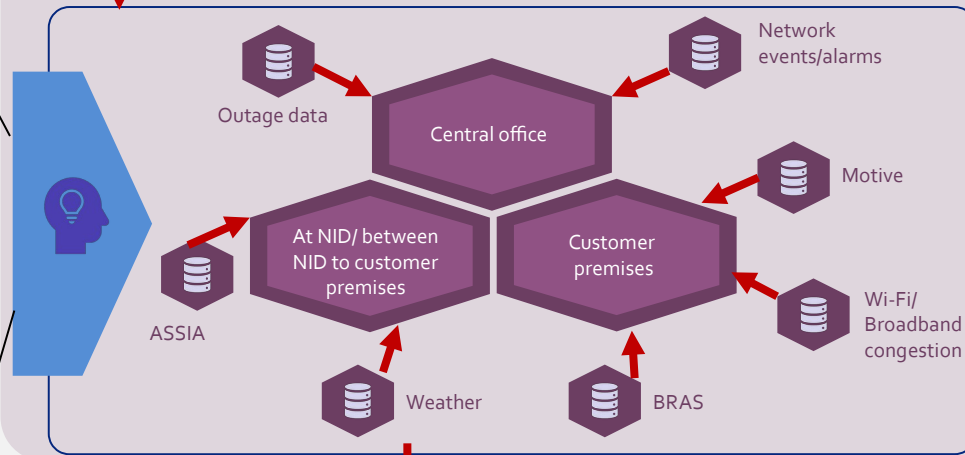 Network
events/alarms
Outage data
Central office
Motive
At NID/ between
NID to customer
premises
Customer
premises
ASSIA
Wi-Fi/
Broadband
congestion
Weather
BRAS